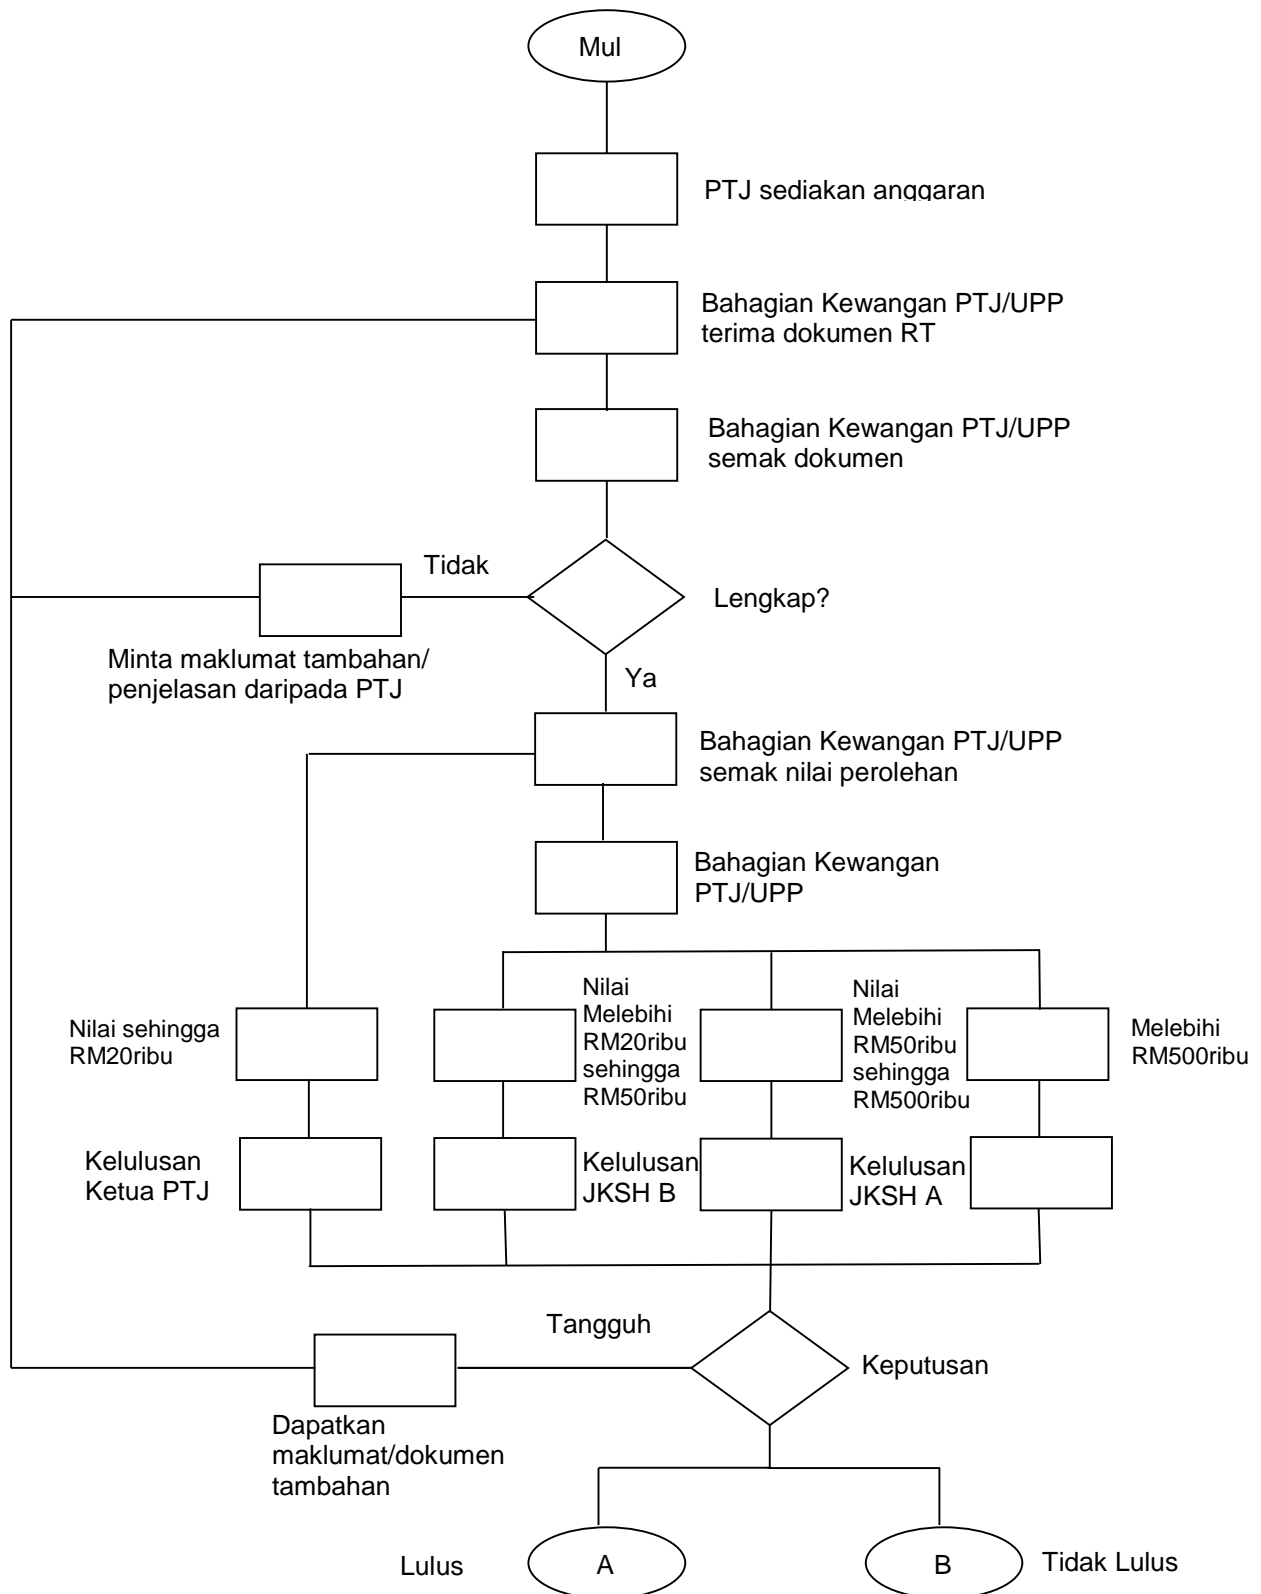 Mul
PTJ sediakan anggaran
Bahagian Kewangan PTJ/UPP
terima dokumen RT
Bahagian Kewangan PTJ/UPP
semak dokumen
Tidak
Lengkap?
Minta maklumat tambahan/
penjelasan daripada PTJ
Ya
Bahagian Kewangan PTJ/UPP
semak nilai perolehan
Bahagian Kewangan
PTJ/UPP
Nilai sehingga
RM20ribu
Nilai
Melebihi
RM20ribu
sehingga
RM50ribu
Nilai
Melebihi
RM50ribu
sehingga
RM500ribu
Melebihi
RM500ribu
Kelulusan
Ketua PTJ
Kelulusan
JKSH B
Kelulusan
JKSH A
Tangguh
Keputusan
Dapatkan
maklumat/dokumen
tambahan
Lulus
A
B
Tidak Lulus